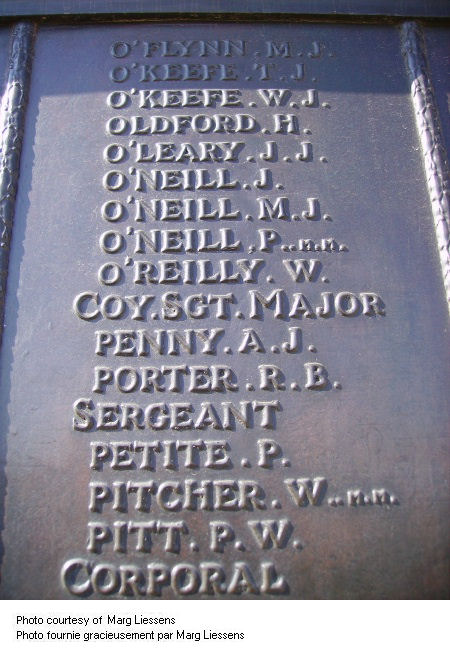 O'FLYNN. M. J.
O'KEEFE. T. J.
O'KEEFE. W. J.
OLDFORD. H.
O'LEARY. J. J.
O'NEILL. J.
O'NEILL. M. J.
O'NEILL. P..M.M.
O'REILLY. W.
COY. SGT. MAJOR
PENNY. A. J.
PORTER. R. B.
SERGEANT
PETITE. P.
PITCHER. W..M.M.
PITT. P. W.
CORPORAL
Photo courtesy of Marg Liessens
Photo fournie gracieusement par Marg Liessens